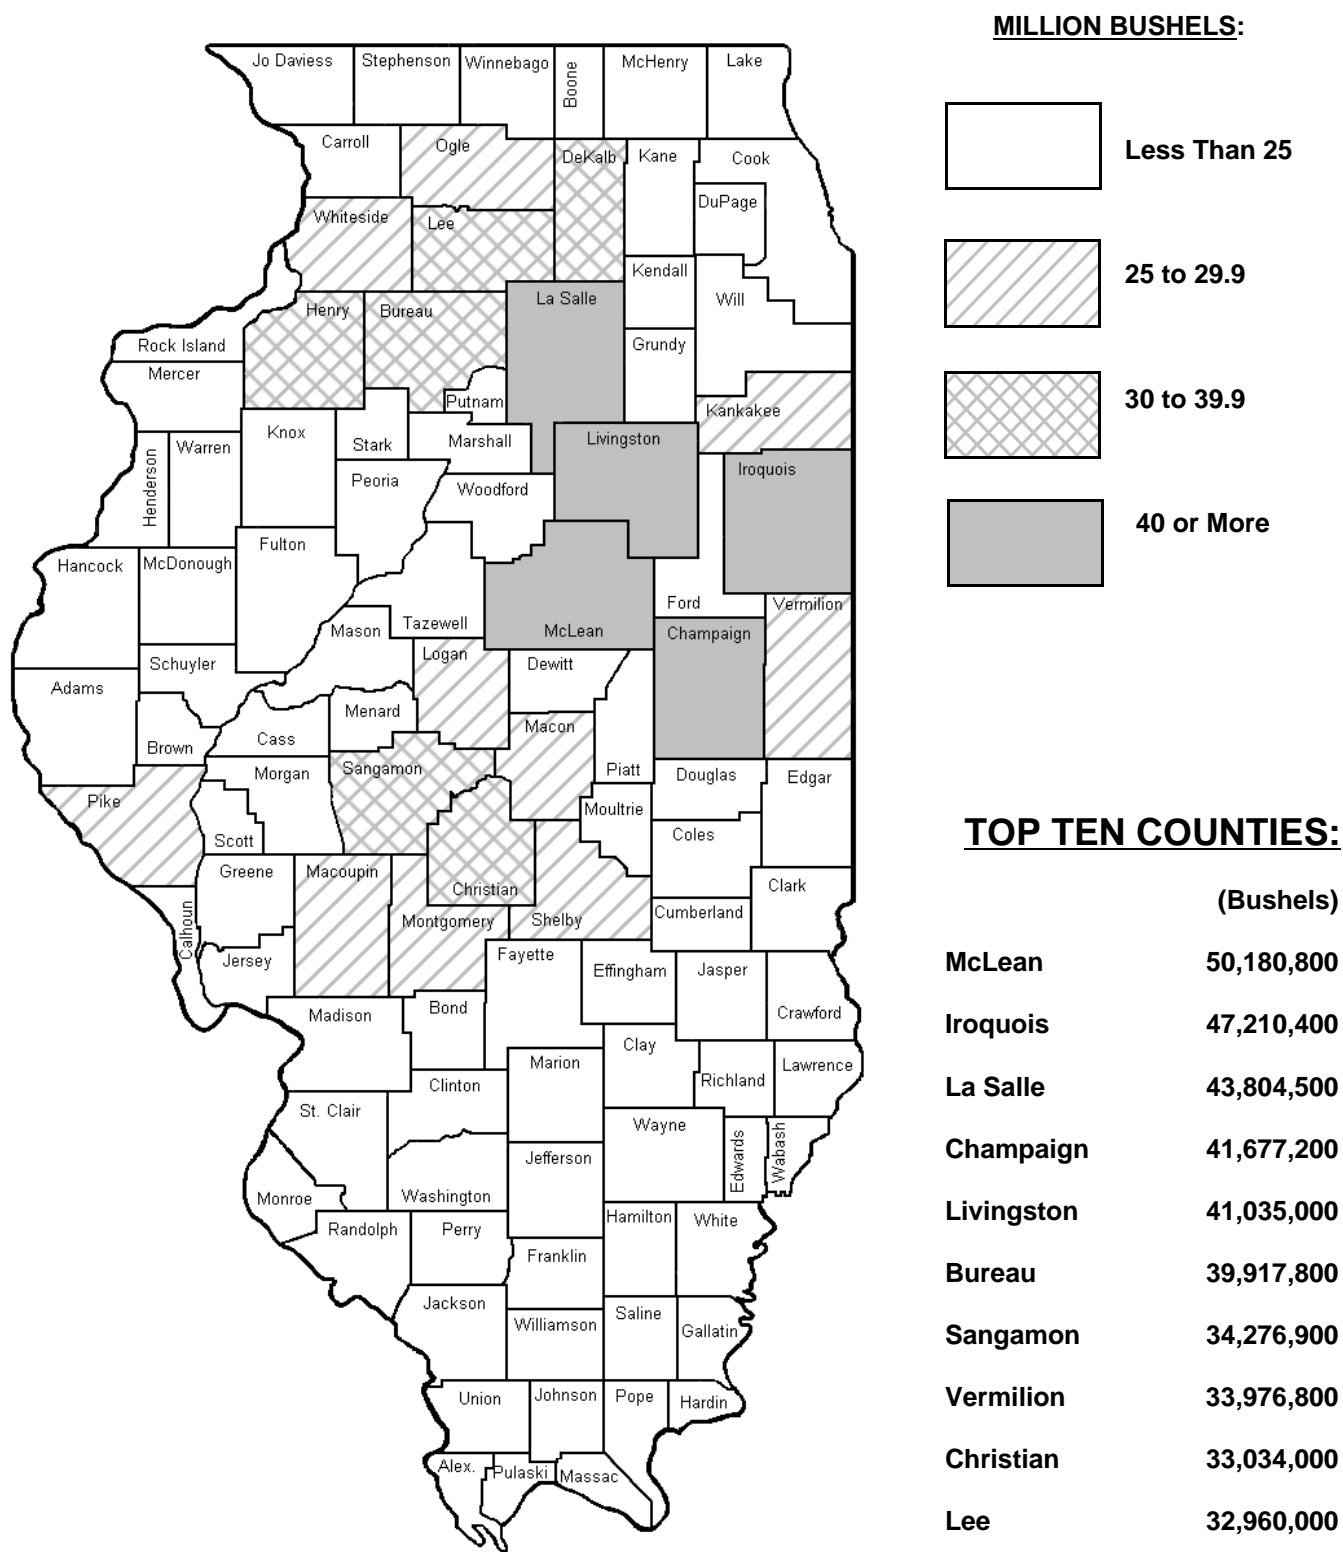 MILLION BUSHELS:
Less Than 25
25 to 29.9
30 to 39.9
40 or More
Jo Daviess
Stephenson
Winnebago
Boone
McHenry
Lake
Carroll
Ogle
DeKalb
Kane
Cook
DuPage
Whiteside
Lee
Kendall
Will
La Salle
Henry
Bureau
Rock Island
Grundy
Mercer
Putnam
Kankakee
Knox
Stark
Marshall
Livingston
Warren
Henderson
Peoria
Woodford
Iroquois
Fulton
Hancock
McDonough
Tazewell
McLean
Ford
Vermilion
Mason
Logan
Dewitt
Champaign
Schuyler
Adams
Menard
Macon
Brown
Cass
Morgan
Sangamon
Piatt
Douglas
Edgar
Pike
Scott
Moultrie
Coles
Greene
Macoupin
Christian
Clark
Calhoun
Montgomery
Shelby
Cumberland
Jersey
Fayette
Effingham
Jasper
Crawford
Madison
Bond
Clay
Marion
Richland
Lawrence
Clinton
St. Clair
Wayne
Edwards
Wabash
Jefferson
Monroe
Washington
Randolph
Perry
Hamilton
White
Franklin
Jackson
Williamson
Saline
Gallatin
Union
Johnson
Pope
Hardin
Alex.
Pulaski
Massac
TOP TEN COUNTIES:
(Bushels)
McLean 50,180,800
Iroquois 47,210,400
La Salle 43,804,500
Champaign 41,677,200
Livingston 41,035,000
Bureau 39,917,800
Sangamon 34,276,900
Vermilion 33,976,800
Christian 33,034,000
Lee 32,960,000